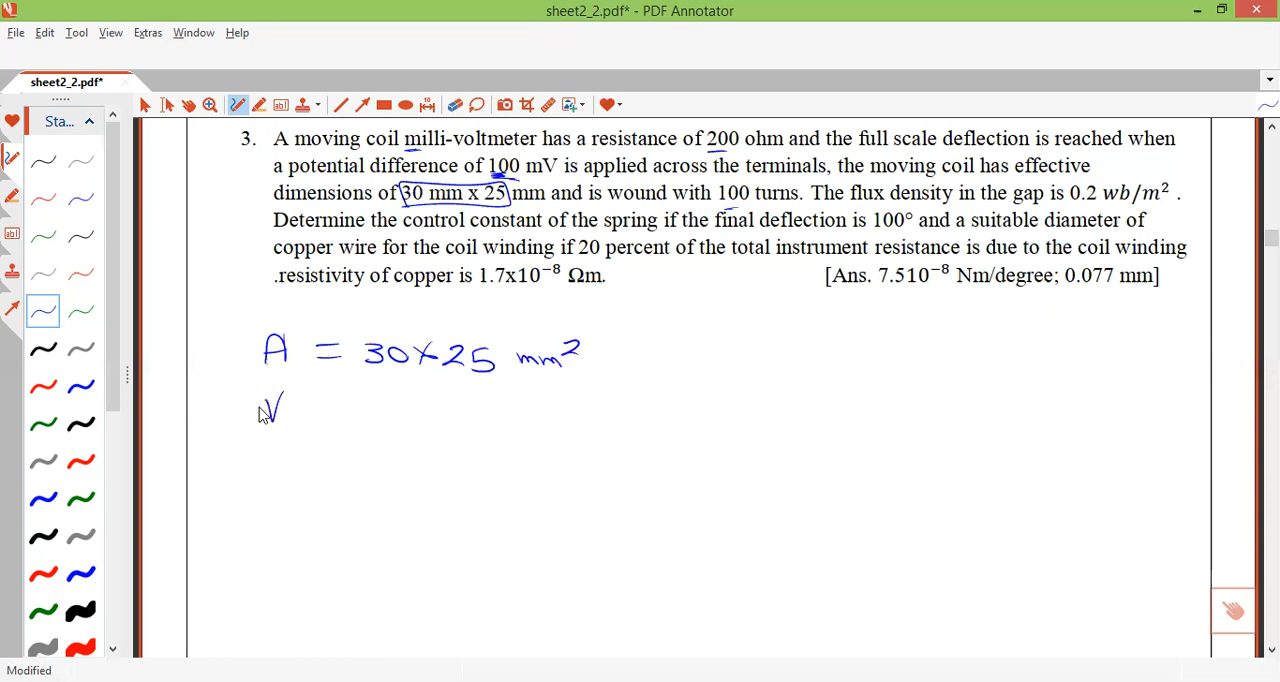 sheet2_2.pdf* - PDF Annotator
File Edit Tool View Extras Window Help
sheet2_2.pdf*
Sta...
3. A moving coil milli-voltmeter has a resistance of 200 ohm and the full scale deflection is reached when
a potential difference of 100 mV is applied across the terminals, the moving coil has effective
dimensions of 30 mm x 25 mm and is wound with 100 turns. The flux density in the gap is 0.2 wb/m² .
Determine the control constant of the spring if the final deflection is 100° and a suitable diameter of
copper wire for the coil winding if 20 percent of the total instrument resistance is due to the coil winding
.resistivity of copper is 1.7x10⁻⁸ Ωm. [Ans. 7.510⁻⁸ Nm/degree; 0.077 mm]
A = 30 x 25 mm²
Modified